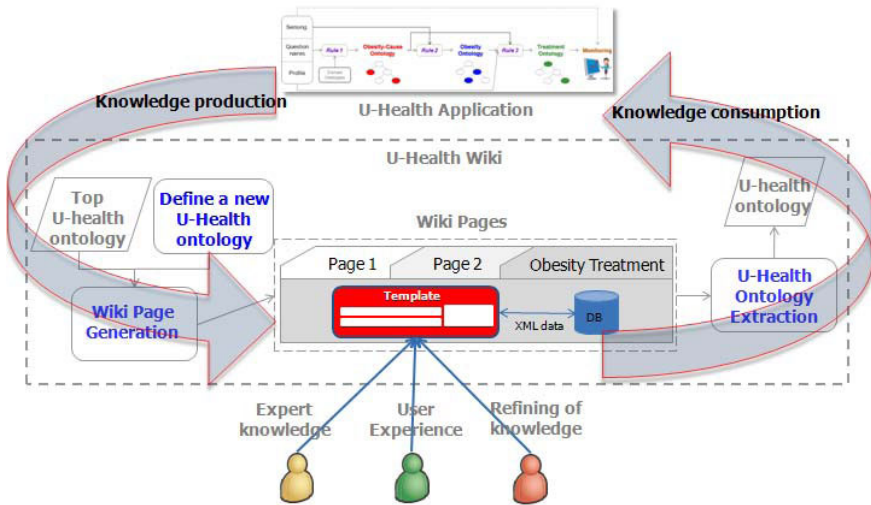 Sensing
Question
naires
Profile
Rule 1
Obesity-Cause
Ontology
Rule 2
Obesity
Ontology
Rule 3
Treatment
Ontology
Monitoring
Knowledge production
U-Health Application
Knowledge consumption
U-Health Wiki
Top
U-health
ontology
Define a new
U-Health
ontology
Wiki Page
Generation
Wiki Pages
Page 1
Page 2
Obesity Treatment
Template
XML data
DB
U-health
ontology
U-Health
Ontology
Extraction
Expert
knowledge
User
Experience
Refining of
knowledge